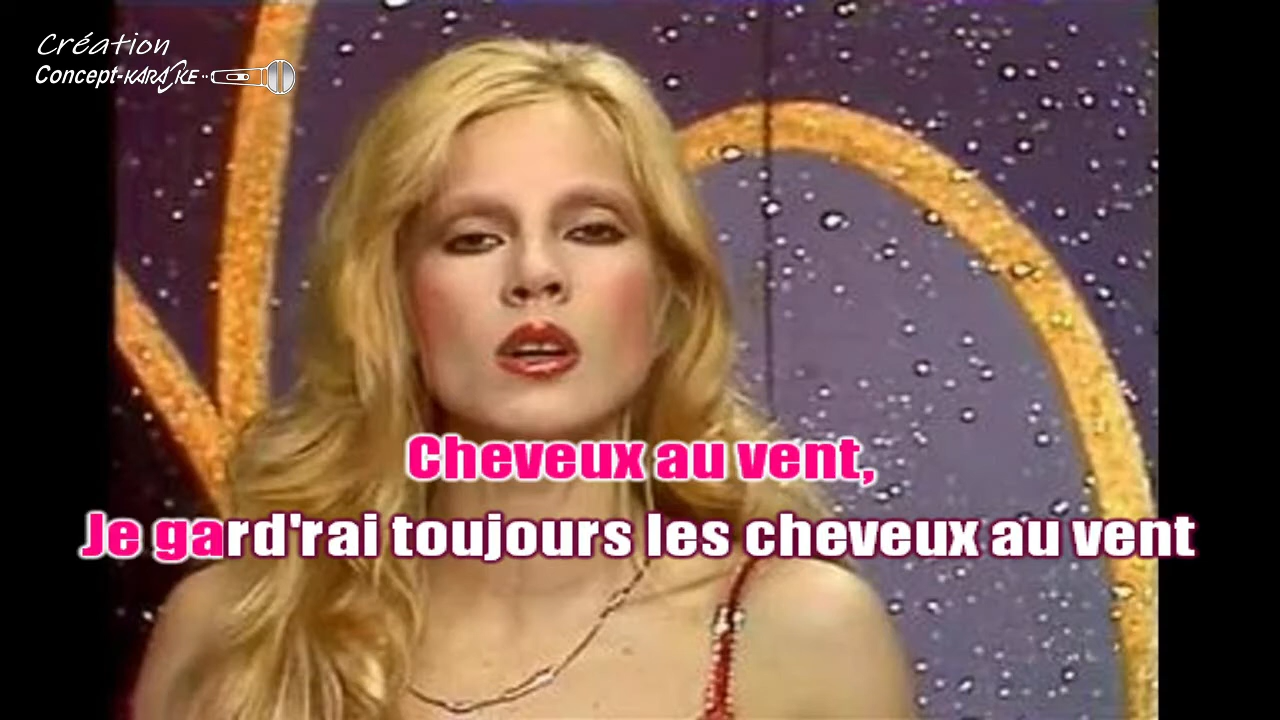 Création
Concept-KARAOKE
Cheveux au vent,
Je gard'rai toujours les cheveux au vent